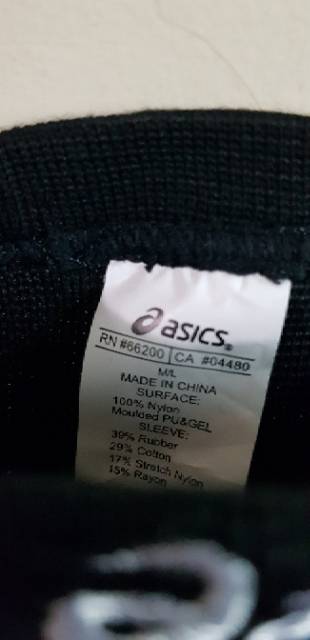 asics
RN #66200 | CA #04480
M/L
MADE IN CHINA
SURFACE:
100% Nylon
Moulded PU&GEL
SLEEVE:
39% Rubber
29% Cotton
17% Stretch Nylon
15% Rayon